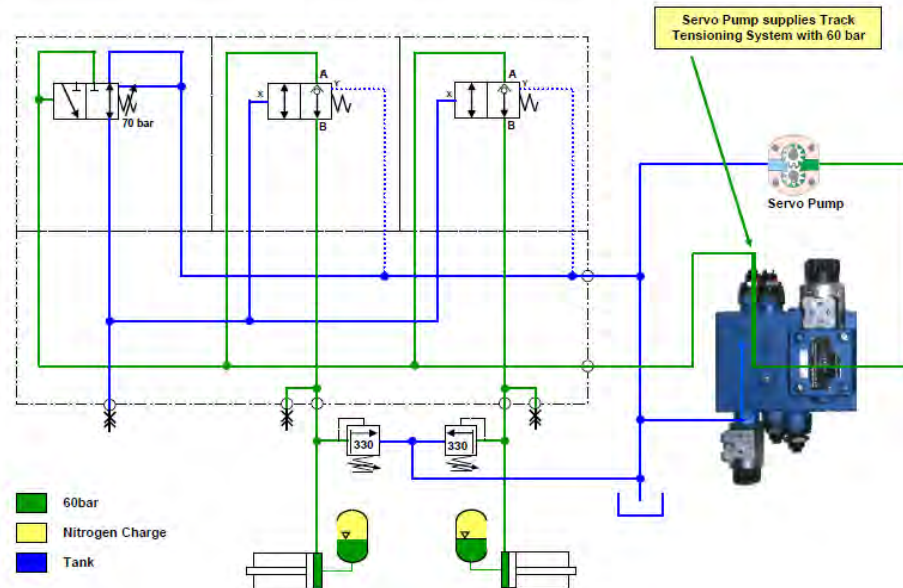 Servo Pump supplies Track
Tensioning System with 60 bar
A
Y
X
B
70 bar
A
Y
X
B
Servo Pump
330
330
60bar
Nitrogen Charge
Tank